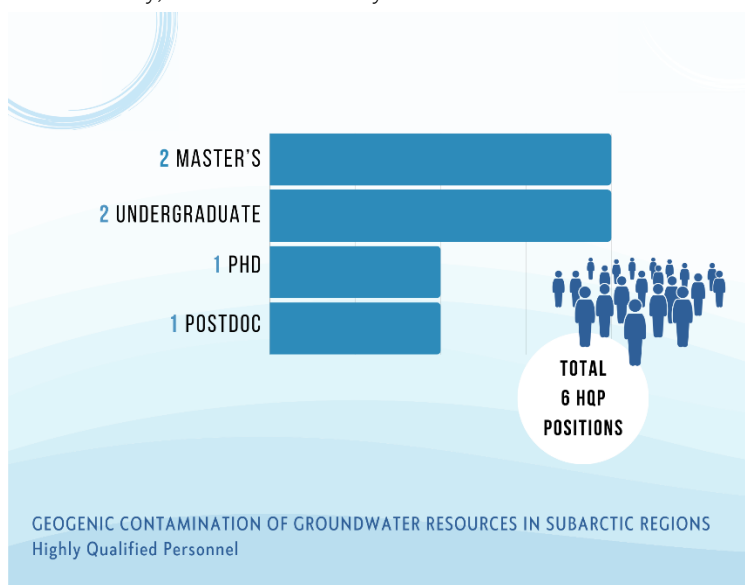 2 MASTER'S
2 UNDERGRADUATE
1 PHD
1 POSTDOC
TOTAL
6 HQP
POSITIONS
GEOGENIC CONTAMINATION OF GROUNDWATER RESOURCES IN SUBARCTIC REGIONS
Highly Qualified Personnel